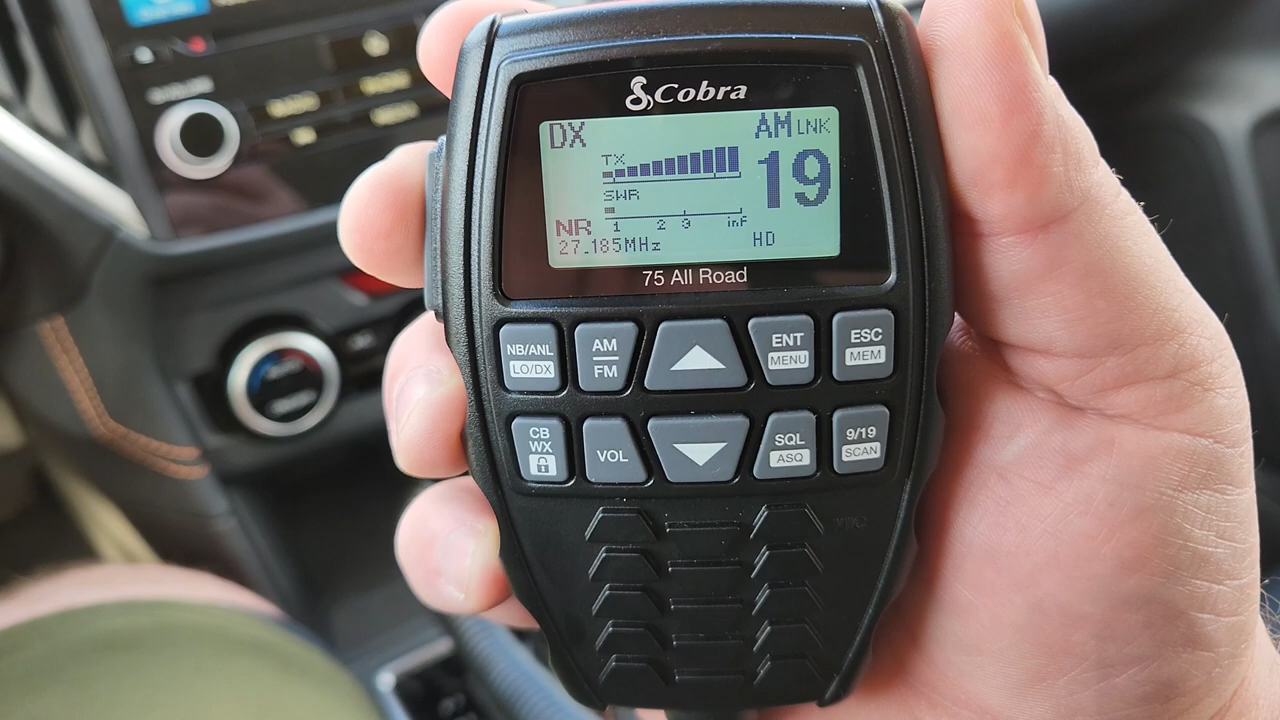 Cobra
DX
AM LNK
TX
19
SWR
1 2 3 inf
NR
27.185MHz
HD
75 All Road
NB/ANL
LO/DX
AM
FM
ENT
MENU
ESC
MEM
CB
WX
VOL
SQL
ASQ
9/19
SCAN